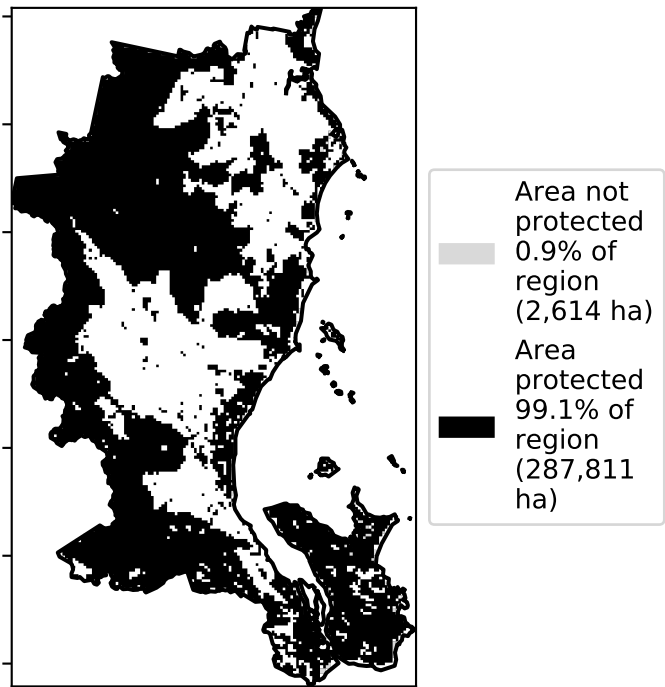 Area not
protected
0.9% of
region
(2,614 ha)
Area
protected
99.1% of
region
(287,811
ha)